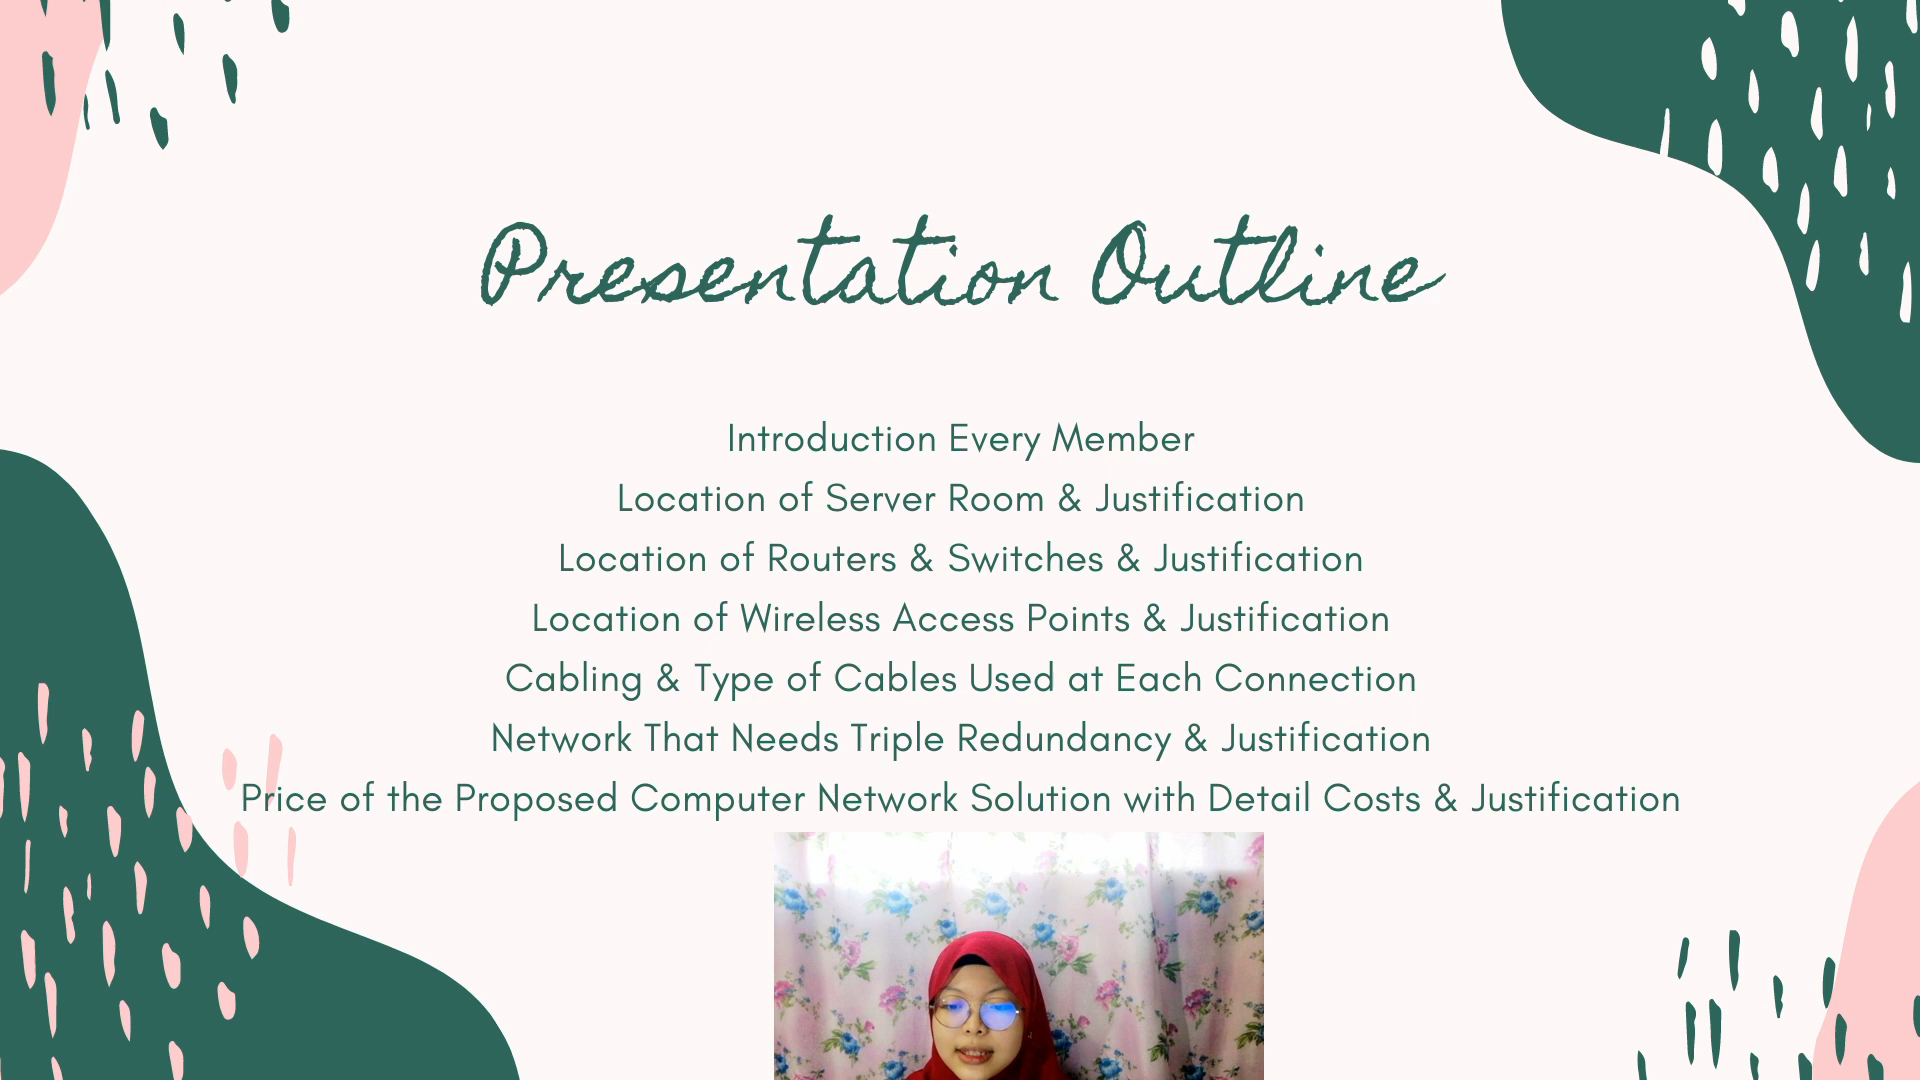 Presentation Outline
Introduction Every Member
Location of Server Room & Justification
Location of Routers & Switches & Justification
Location of Wireless Access Points & Justification
Cabling & Type of Cables Used at Each Connection
Network That Needs Triple Redundancy & Justification
Price of the Proposed Computer Network Solution with Detail Costs & Justification